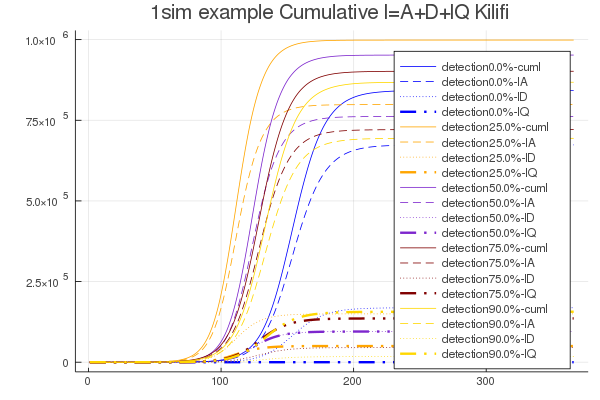 1sim example Cumulative I=A+D+IQ Kilifi
1.0×10 6
75×10 5
5.0×10 5
2.5×10 5
0
0
100
200
300
detection0.0%-cuml
detection0.0%-IA
detection0.0%-ID
detection0.0%-IQ
detection25.0%-cuml
detection25.0%-IA
detection25.0%-ID
detection25.0%-IQ
detection50.0%-cuml
detection50.0%-IA
detection50.0%-ID
detection50.0%-IQ
detection75.0%-cuml
detection75.0%-IA
detection75.0%-ID
detection75.0%-IQ
detection90.0%-cuml
detection90.0%-IA
detection90.0%-ID
detection90.0%-IQ